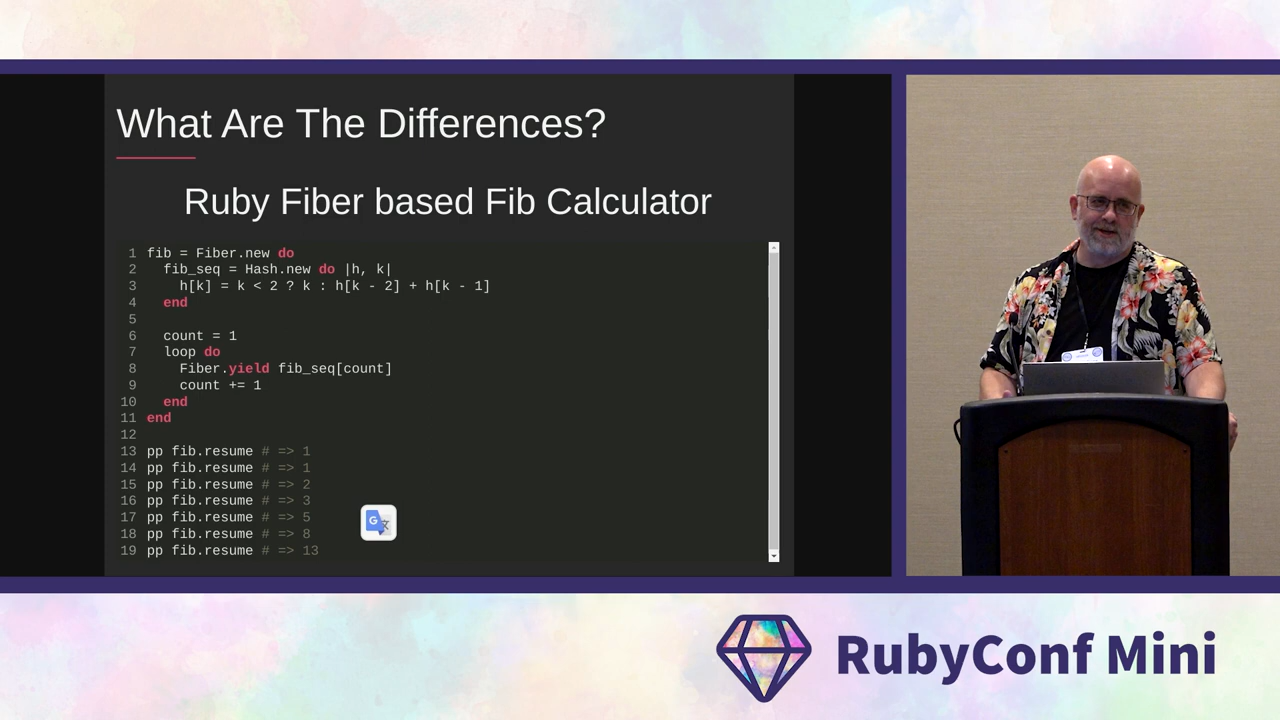 What Are The Differences?
Ruby Fiber based Fib Calculator
1 fib = Fiber.new do
2   fib_seq = Hash.new do |h, k|
3     h[k] = k < 2 ? k : h[k - 2] + h[k - 1]
4   end
5
6   count = 1
7   loop do
8     Fiber.yield fib_seq[count]
9     count += 1
10   end
11 end
12
13 pp fib.resume # => 1
14 pp fib.resume # => 1
15 pp fib.resume # => 2
16 pp fib.resume # => 3
17 pp fib.resume # => 5
18 pp fib.resume # => 8
19 pp fib.resume # => 13
G 文
RubyConf Mini